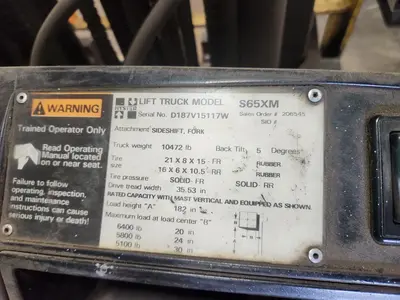 WARNING
Trained Operator Only
Read Operating
Manual located
on or near seat.
Failure to follow
operating, inspection,
and maintenance
instructions can cause
serious injury or death!
HYSTER
LIFT TRUCK MODEL S65XM
Serial No. D187V15117W Sales Order # 206545
SID #
Attachment SIDESHIFT, FORK
Truck weight 10472 lb Back Tilt 5 Degrees
Tire size 21 X 8 X 15 FR RUBBER
16 X 6 X 10.5 RR RUBBER
Tire pressure SOLID FR SOLID RR
Drive tread width 35.53 in
RATED CAPACITY WITH MAST VERTICAL AND EQUIPPED AS SHOWN.
Load height "A" 182 in
Maximum load at load center "B"
6400 lb 20 in
5800 lb 24 in
5100 lb 30 in